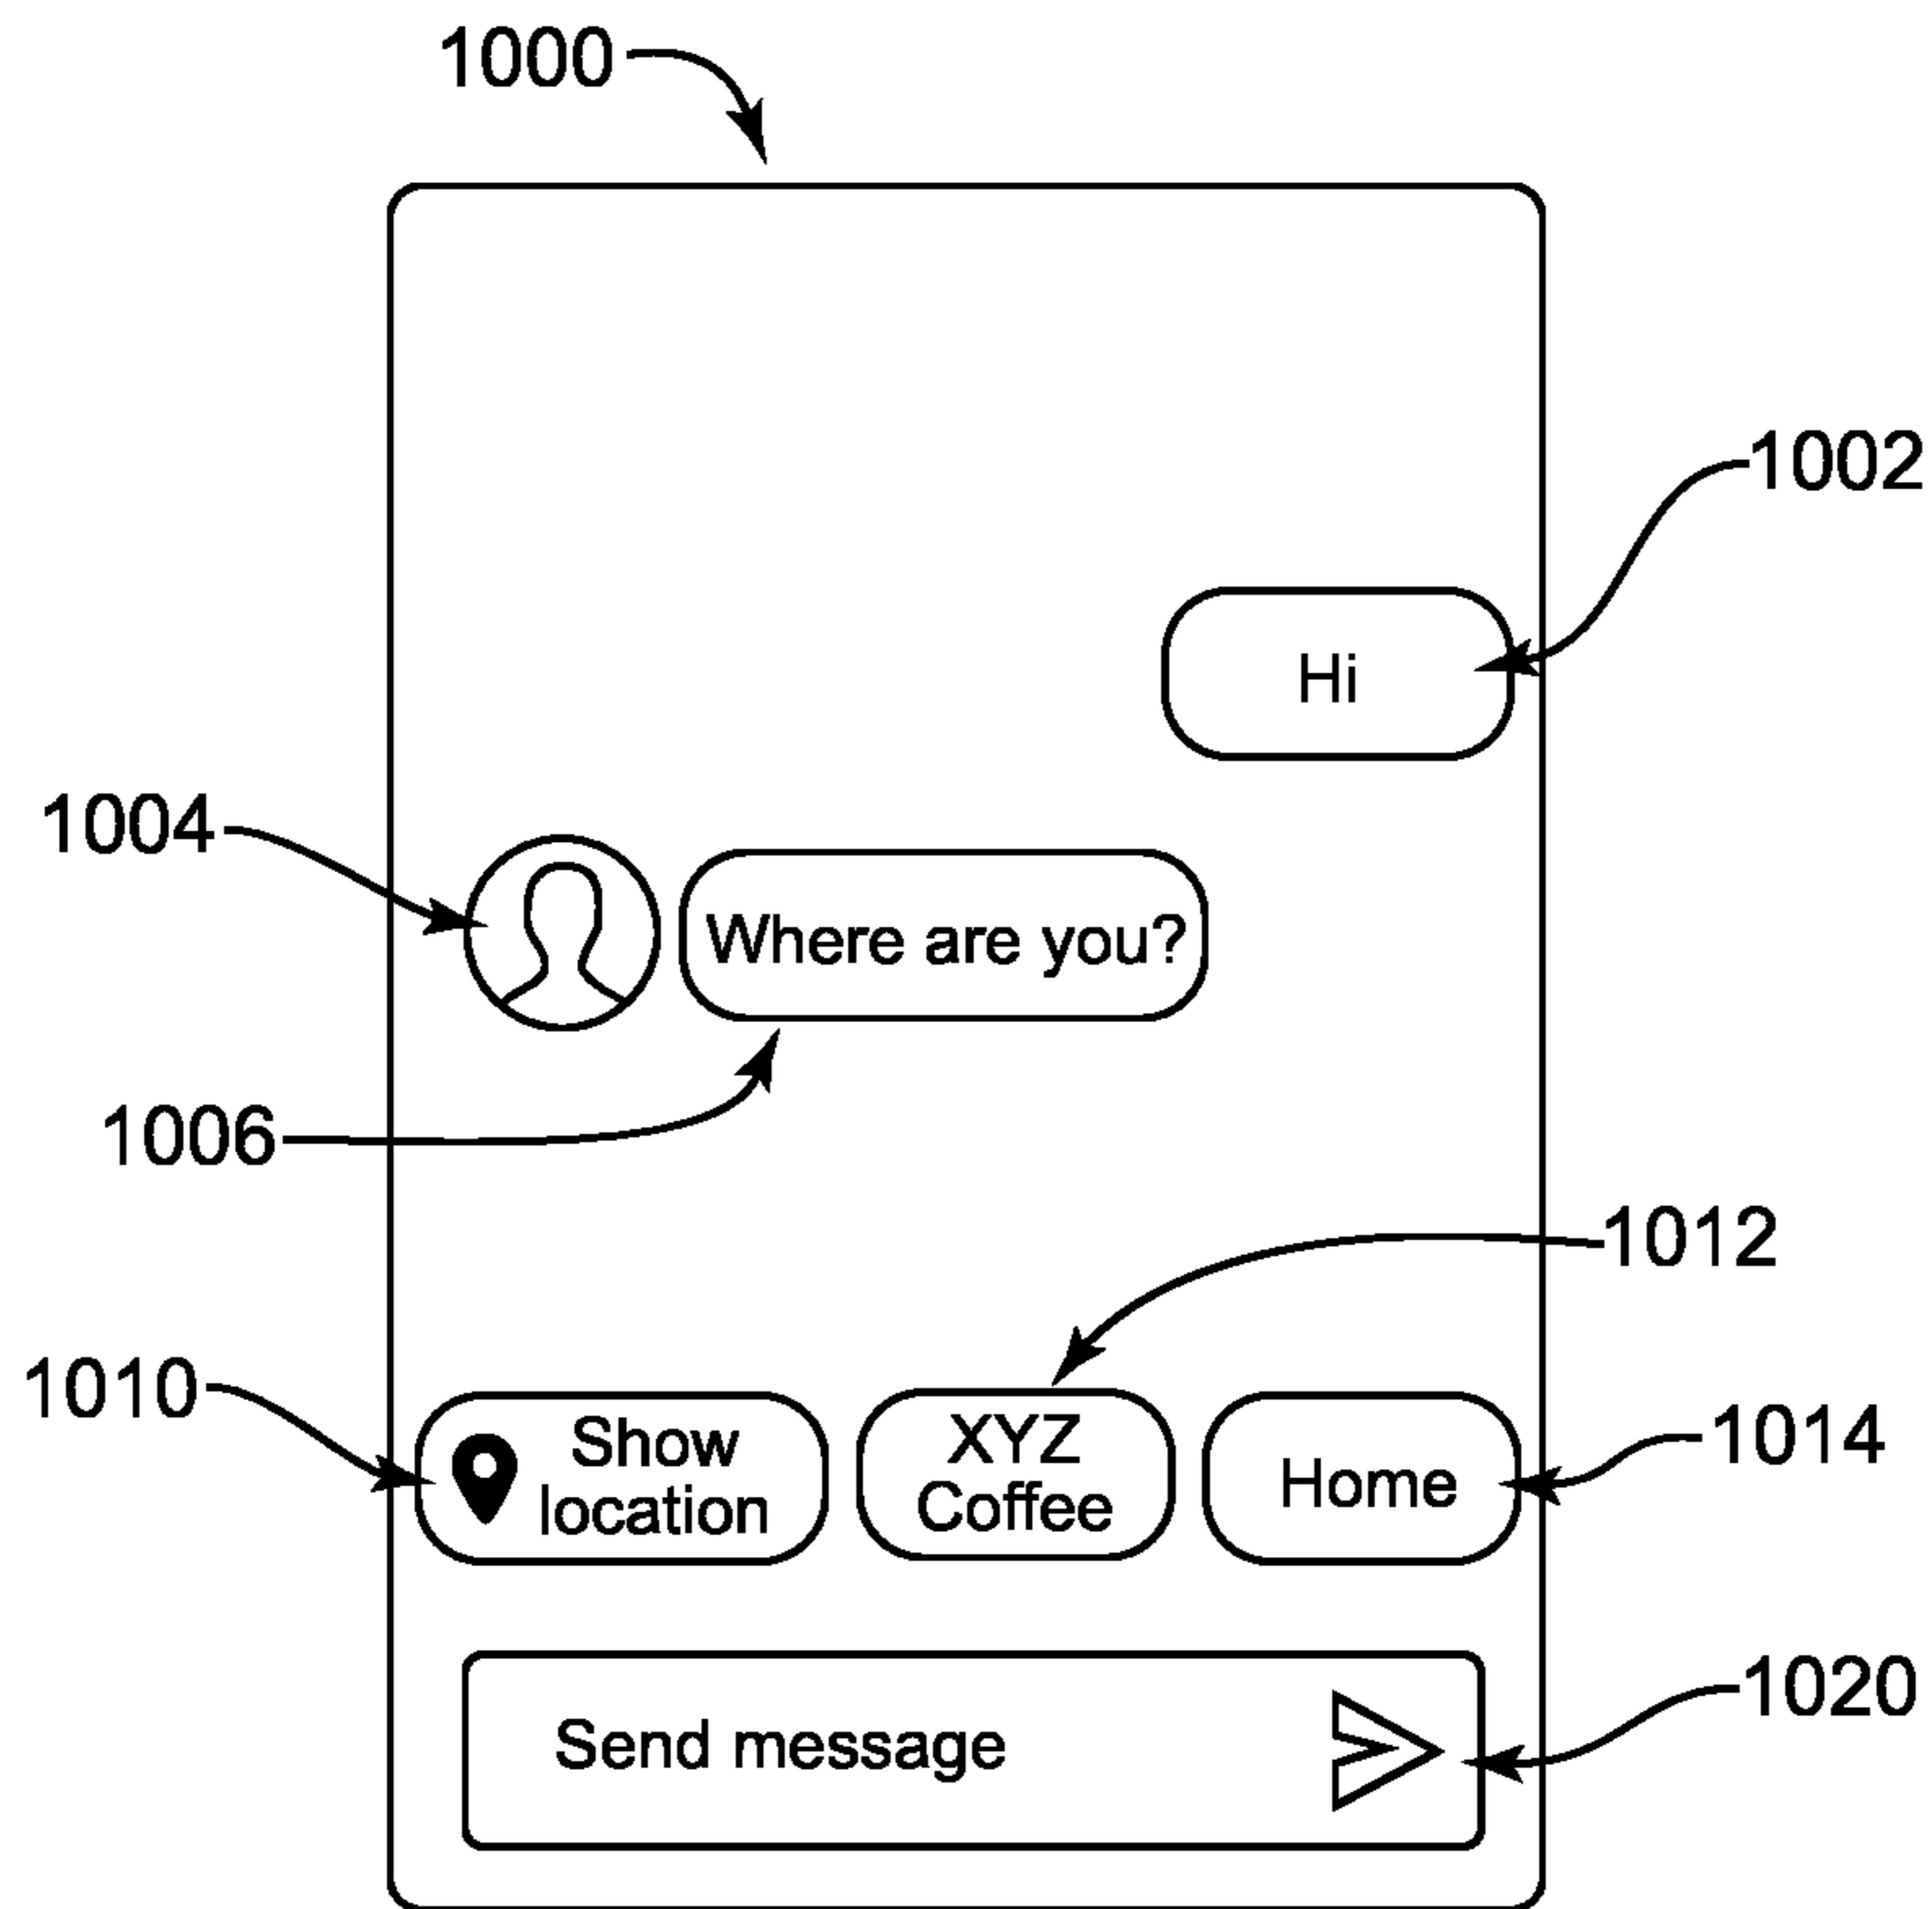 1000
1002
Hi
1004
Where are you?
1006
1012
1010
Show
location
XYZ
Coffee
Home
1014
1020
Send message